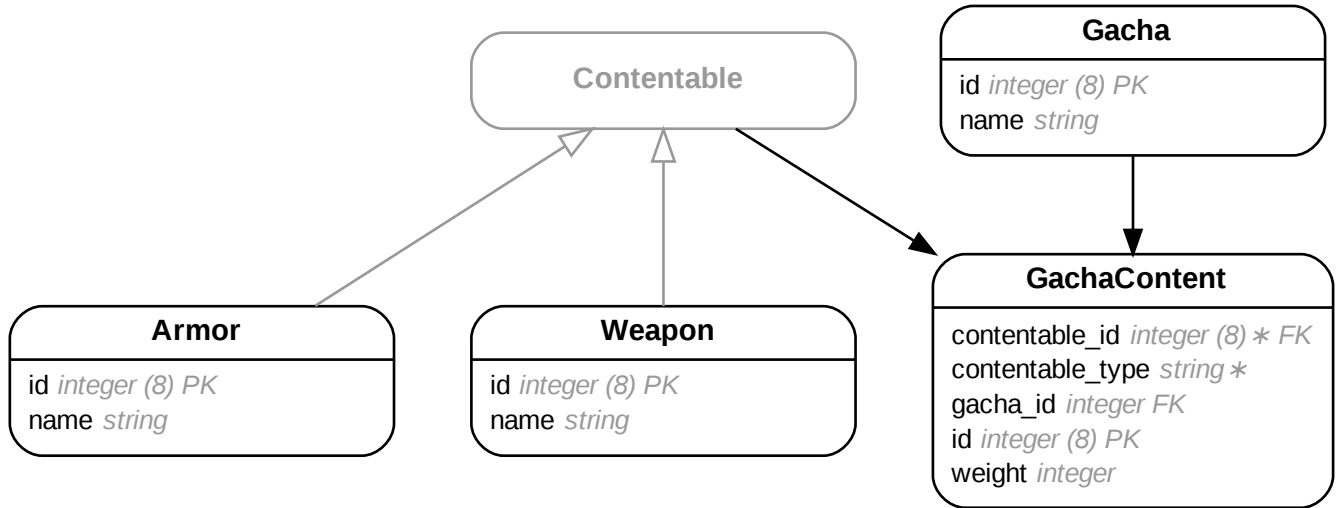 Contentable
Gacha
id integer (8) PK
name string
Armor
id integer (8) PK
name string
Weapon
id integer (8) PK
name string
GachaContent
contentable_id integer (8) ∗ FK
contentable_type string ∗
gacha_id integer FK
id integer (8) PK
weight integer